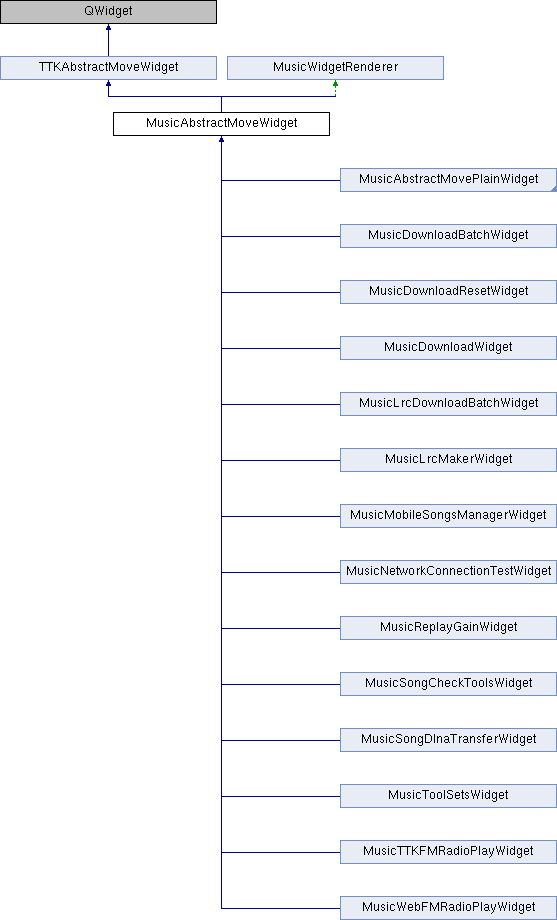 QWidget
TTKAbstractMoveWidget
MusicWidgetRenderer
MusicAbstractMoveWidget
MusicAbstractMovePlainWidget
MusicDownloadBatchWidget
MusicDownloadResetWidget
MusicDownloadWidget
MusicLrcDownloadBatchWidget
MusicLrcMakerWidget
MusicMobileSongsManagerWidget
MusicNetworkConnectionTestWidget
MusicReplayGainWidget
MusicSongCheckToolsWidget
MusicSongDlnaTransferWidget
MusicToolSetsWidget
MusicTTKFMRadioPlayWidget
MusicWebFMRadioPlayWidget